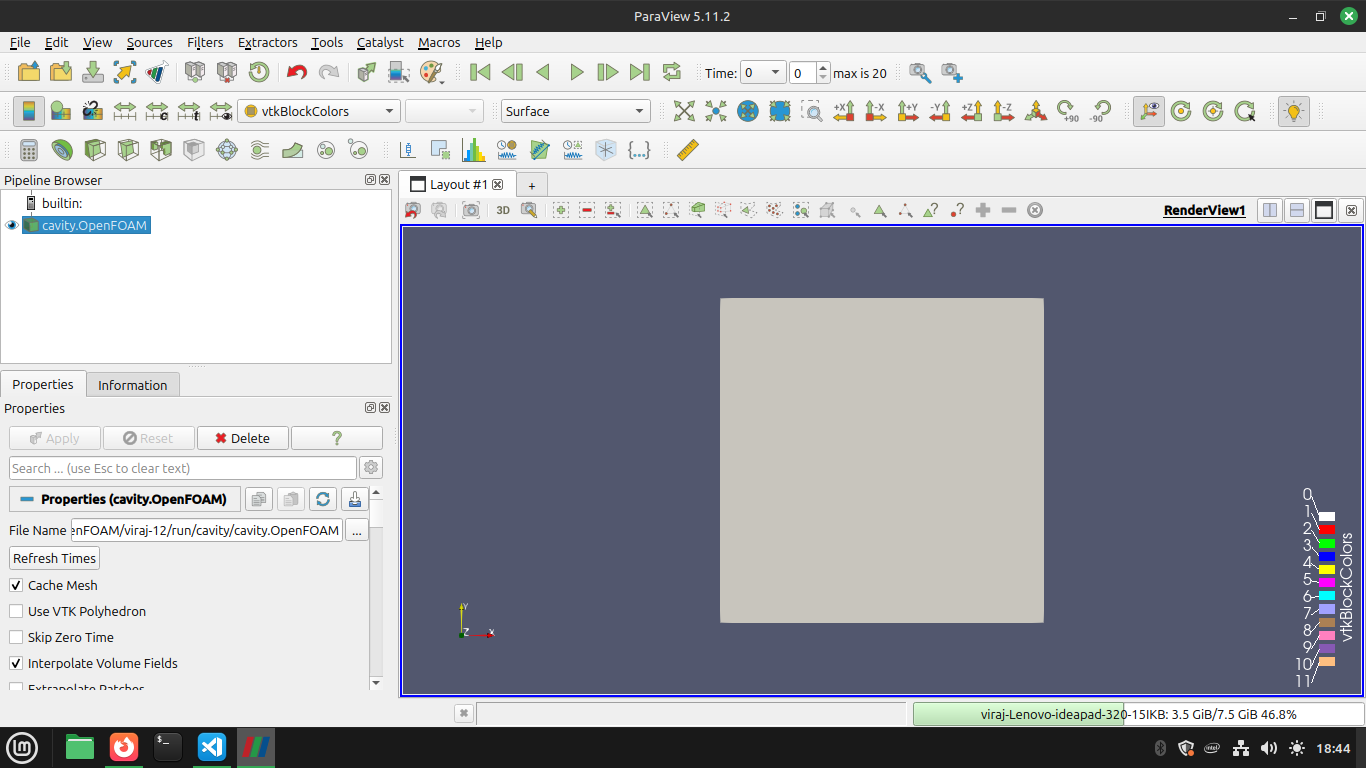 ParaView 5.11.2
File Edit View Sources Filters Extractors Tools Catalyst Macros Help
Time: 0 0 max is 20
vtkBlockColors Surface +X -X +Y -Y +Z -Z +90 -90
Pipeline Browser
builtin:
cavity.OpenFOAM
Properties Information
Properties
Apply Reset Delete ?
Search ... (use Esc to clear text)
Properties (cavity.OpenFOAM)
File Name enFOAM/viraj-12/run/cavity/cavity.OpenFOAM ...
Refresh Times
Cache Mesh
Use VTK Polyhedron
Skip Zero Time
Interpolate Volume Fields
Extrapolate Patches
Layout #1 +
3D RenderView1
Y
Z X
0
1
2
3
4
5
6
7
8
9
10
11
vtkBlockColors
viraj-Lenovo-ideapad-320-15IKB: 3.5 GiB/7.5 GiB 46.8%
$_
intel
18:44